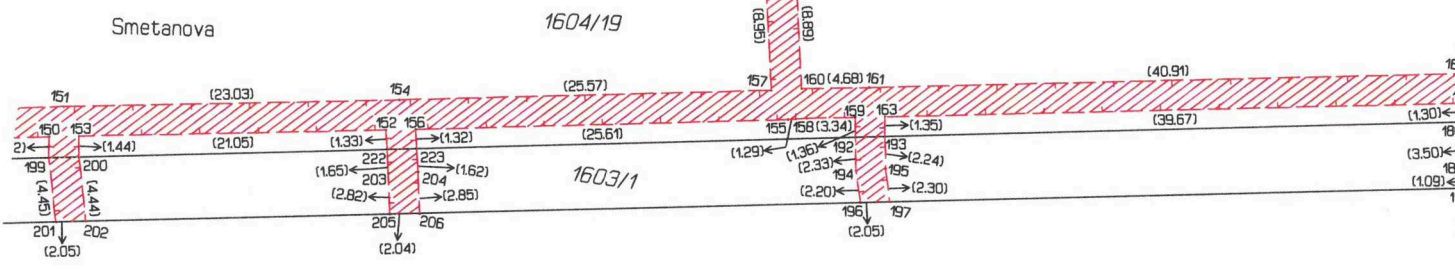 (8.95) (8.89)
Smetanova 1604/19
151 (23.03) 154 (25.57) 157 160 (4.68) 161 (40.91)
150 153 152 156 159 163
2) (1.44) (21.05) (1.33) (1.32) (25.61) 155 158 (3.34) (1.35) (39.67) (1.30)
199 200 222 223 (1.29) (1.36) 192 193
(1.65) (1.62) (2.33) (2.24) (3.50)
203 204 1603/1 194 195
(4.45) (4.44) (2.82) (2.85) (2.20) (2.30) (1.09)
201 202 205 206 196 197
(2.05) (2.04) (2.05)